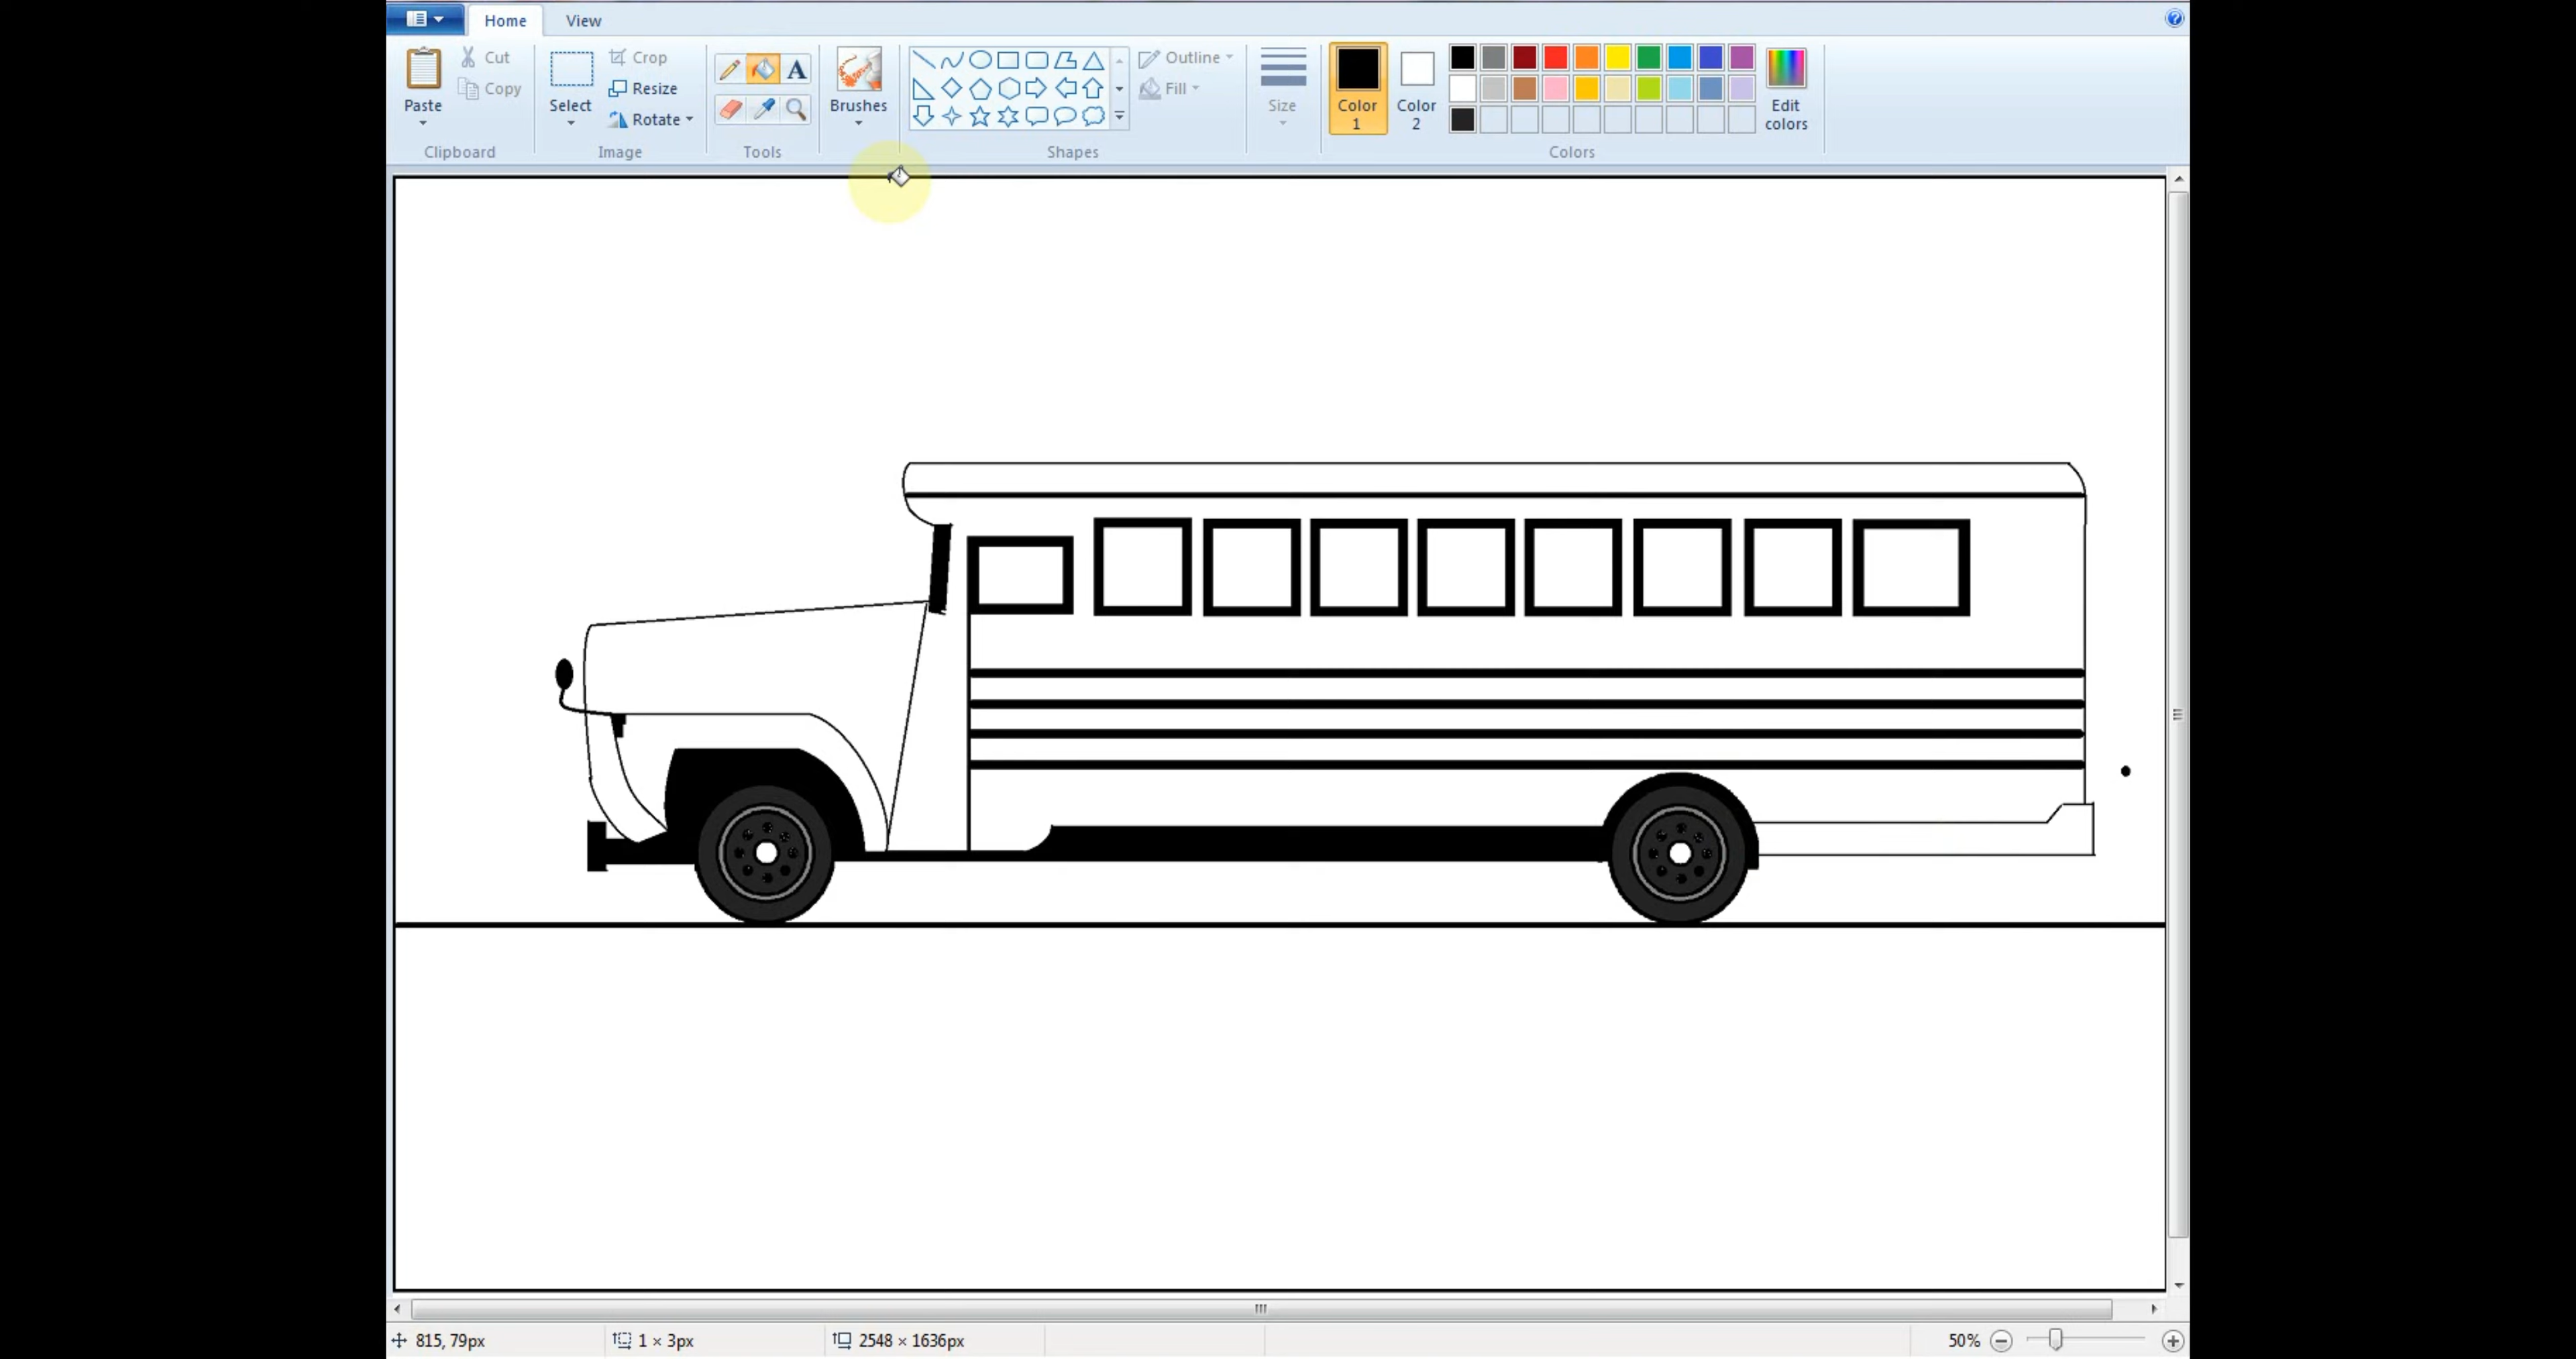 Home View
Paste
Cut
Copy
Clipboard
Select
Crop
Resize
Rotate
Image
A
Tools
Brushes
Shapes
Outline
Fill
Size
Color 1
Color 2
Edit colors
Colors
815, 79px
1 × 3px
2548 × 1636px
50%